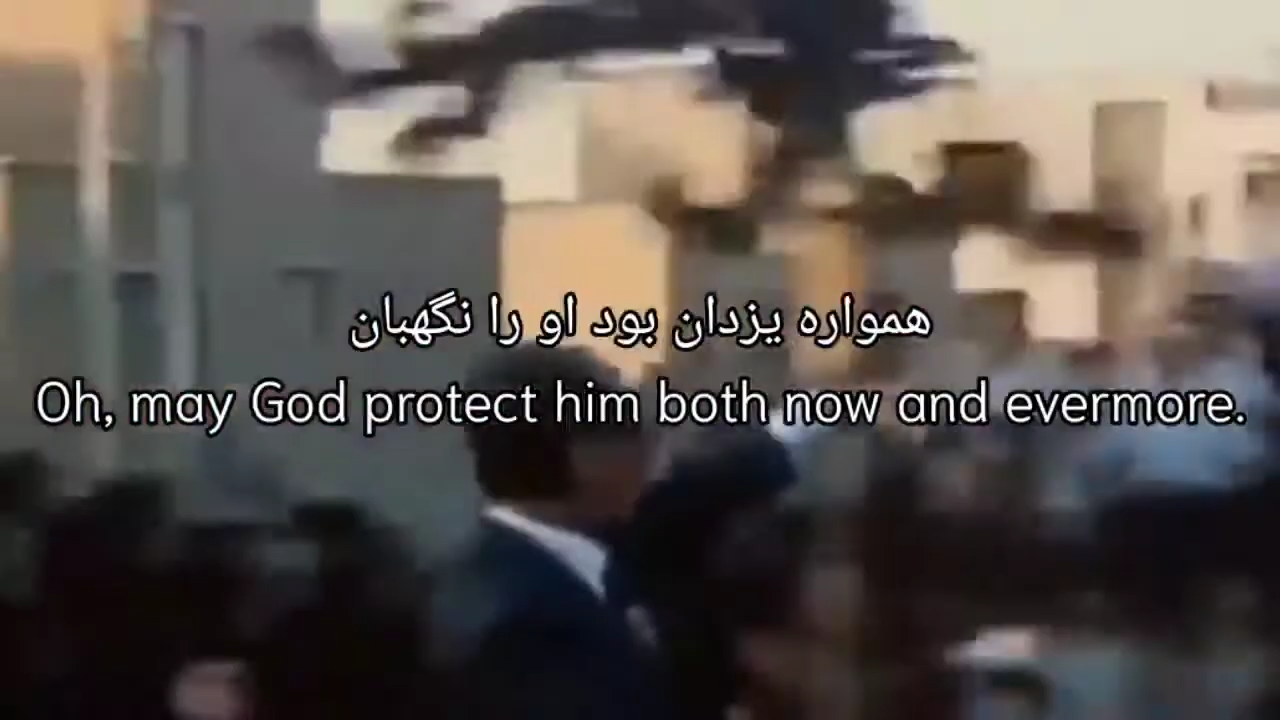 همواره یزدان بود او را نگهبان
Oh, may God protect him both now and evermore.